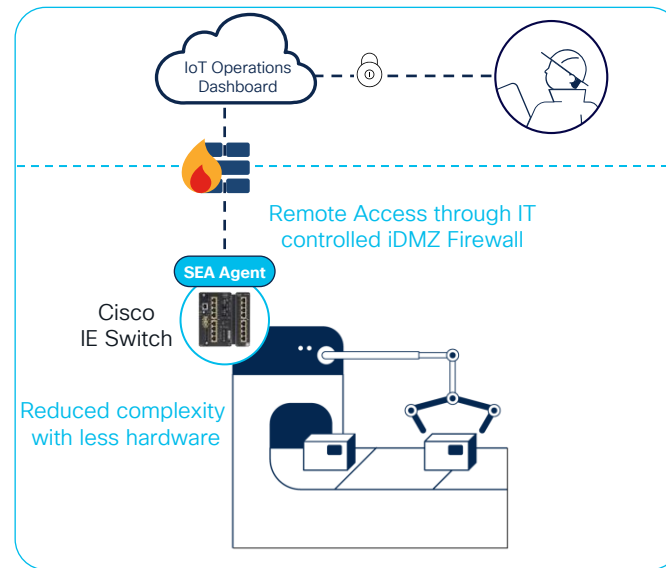 IoT Operations
Dashboard
Remote Access through IT
controlled iDMZ Firewall
SEA Agent
Cisco
IE Switch
Reduced complexity
with less hardware